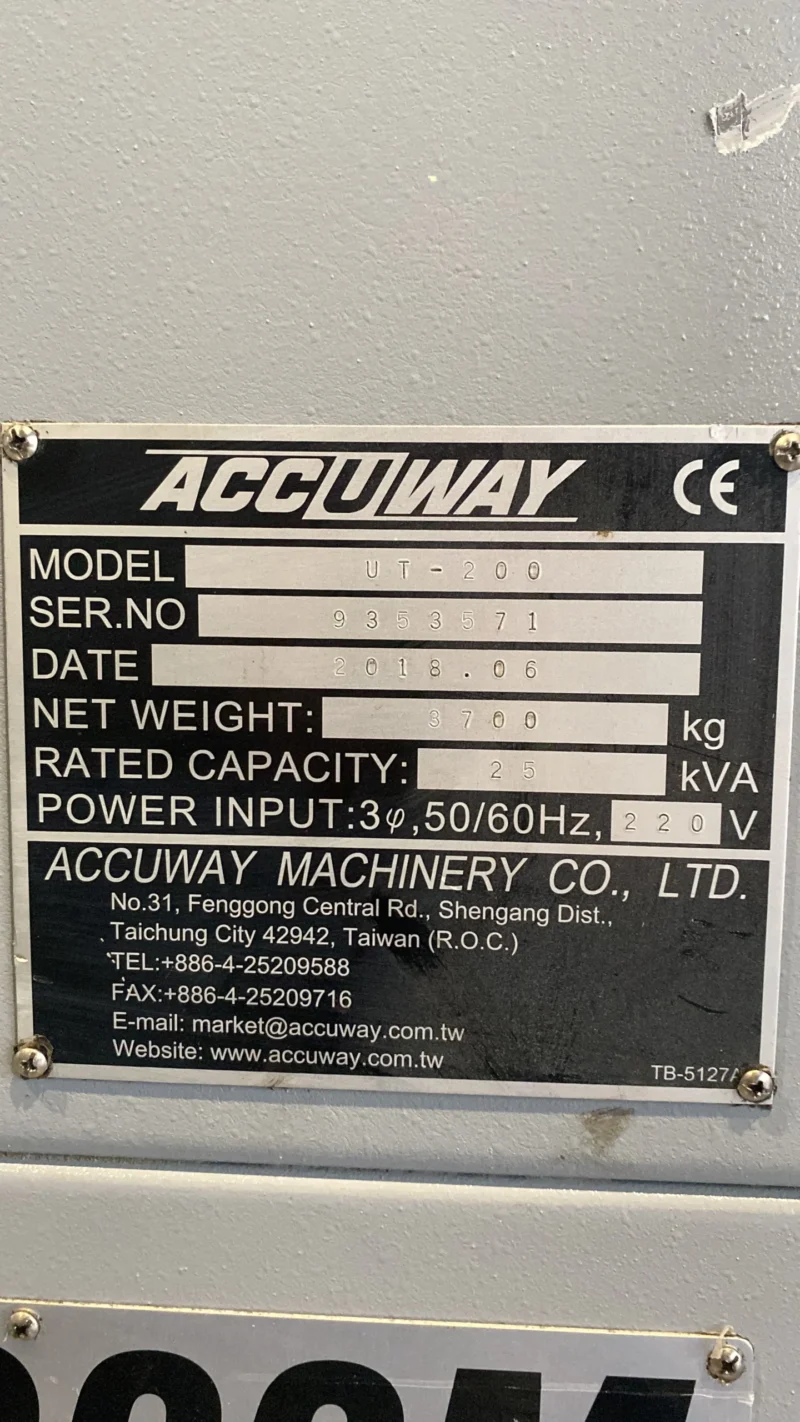 ACCUWAY CE
MODEL UT-200
SER.NO 9353571
DATE 2018.06
NET WEIGHT: 3700 kg
RATED CAPACITY: 25 kVA
POWER INPUT:3φ,50/60Hz, 220 V
ACCUWAY MACHINERY CO., LTD.
No.31, Fenggong Central Rd., Shengang Dist.,
Taichung City 42942, Taiwan (R.O.C.)
TEL:+886-4-25209588
FAX:+886-4-25209716
E-mail: market@accuway.com.tw
Website: www.accuway.com.tw
TB-5127A